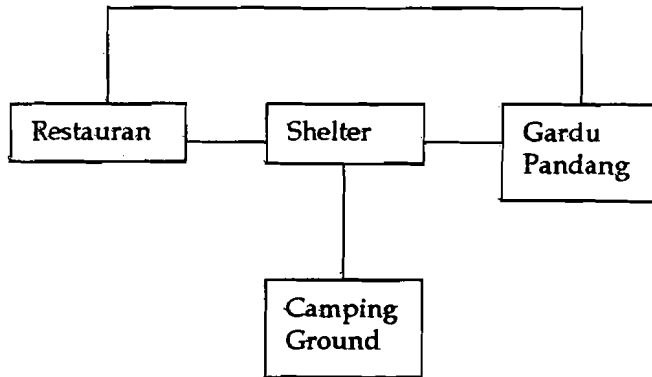 Restauran
Shelter
Gardu
Pandang
Camping
Ground